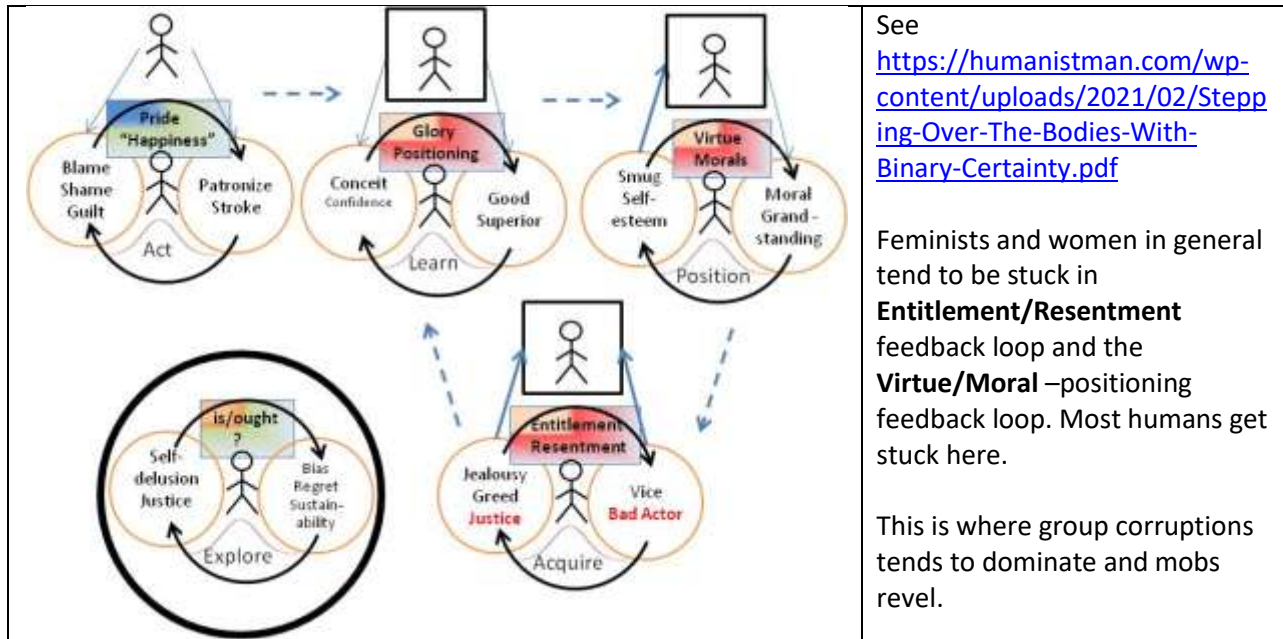 Pride
"Happiness"
Blame
Shame
Guilt
Patronize
Stroke
Act
Glory
Positioning
Conceit
Confidence
Good
Superior
Learn
Virtue
Morals
Smug
Self-
esteem
Moral
Grand -
standing
Position
is/ought
?
Self-
delusion
Justice
Bias
Regret
Sustain-
ability
Explore
Entitlement
Resentment
Jealousy
Greed
Justice
Vice
Bad Actor
Acquire
See
https://humanistman.com/wp-
content/uploads/2021/02/Stepp
ing-Over-The-Bodies-With-
Binary-Certainty.pdf
Feminists and women in general
tend to be stuck in
Entitlement/Resentment
feedback loop and the
Virtue/Moral –positioning
feedback loop. Most humans get
stuck here.
This is where group corruptions
tends to dominate and mobs
revel.